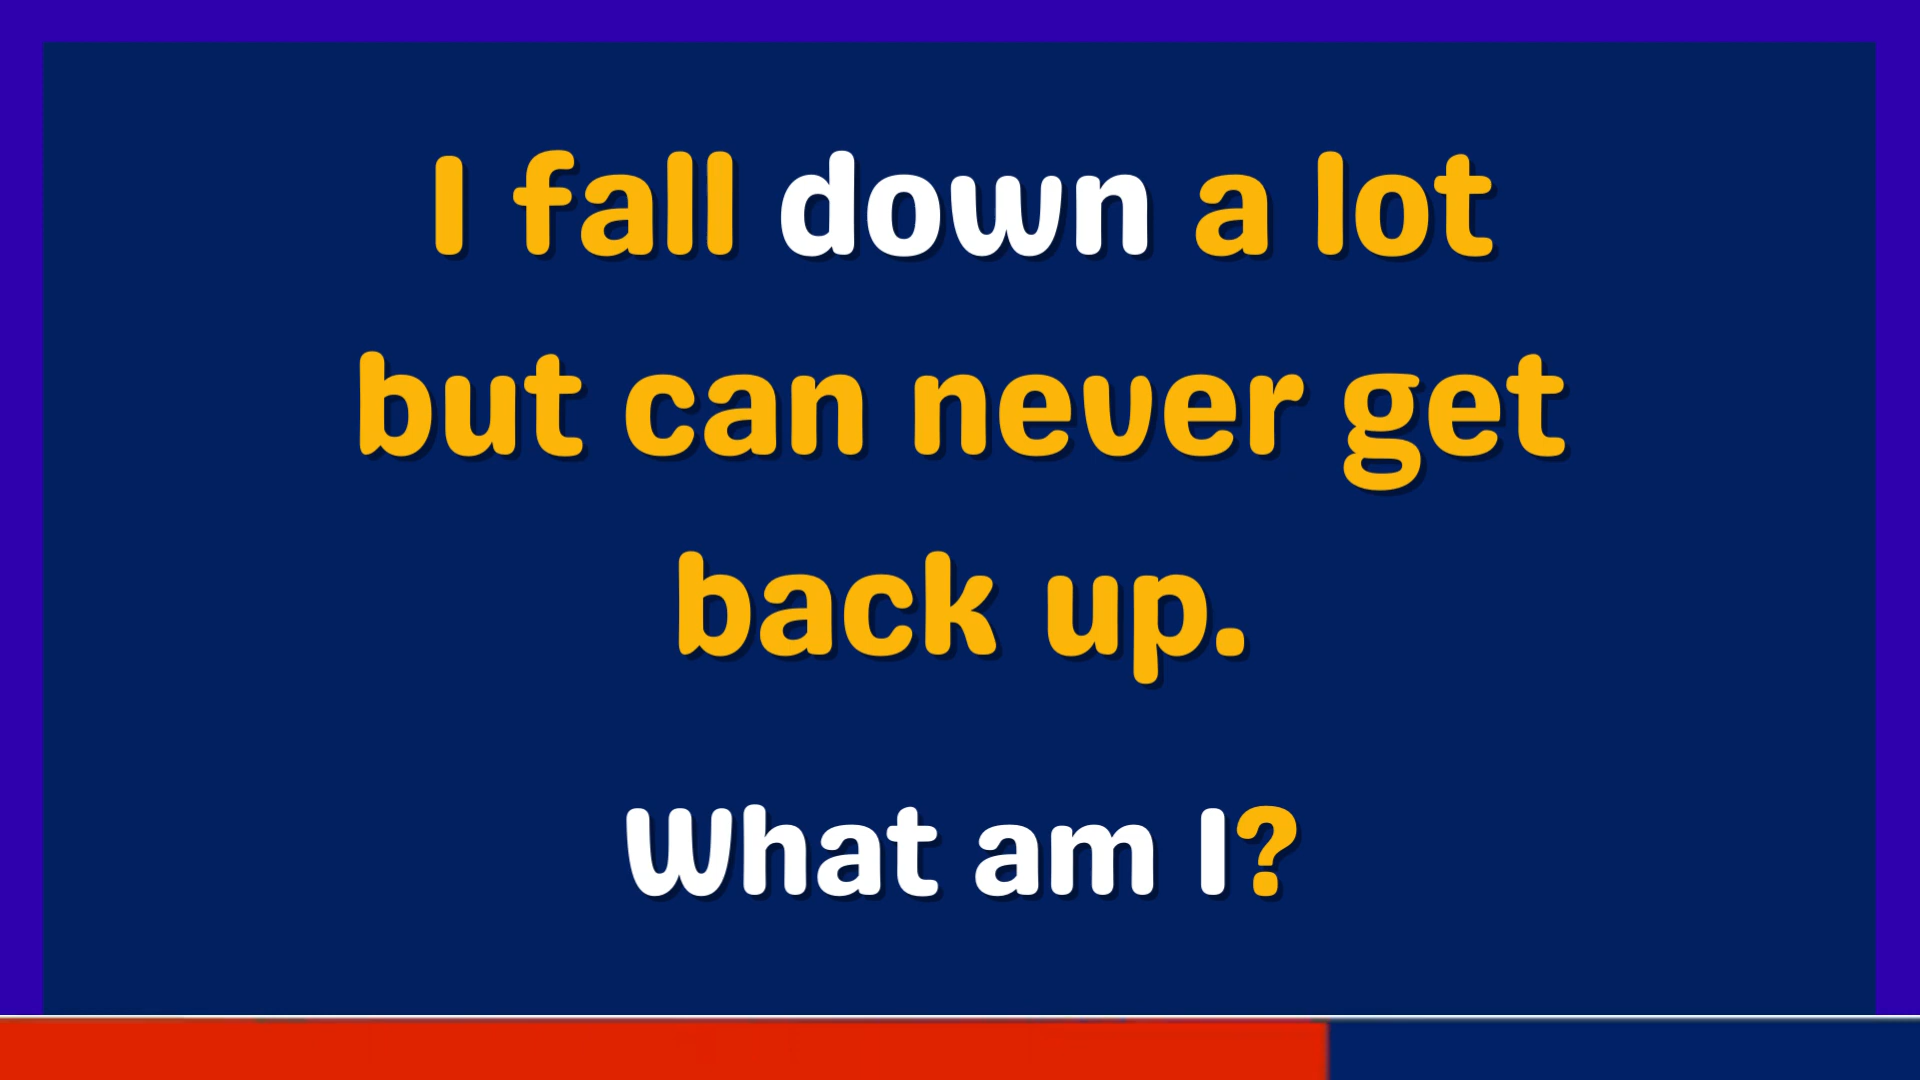 I fall down a lot
but can never get
back up.
What am I?